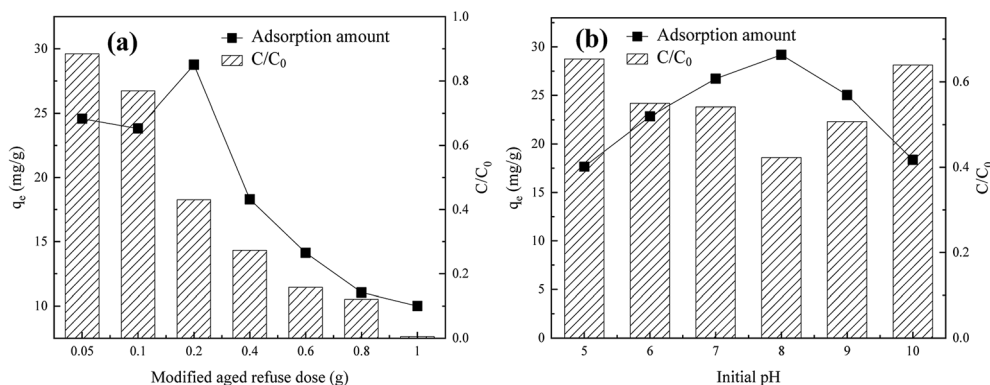 (a)
Adsorption amount
C/C0
qe (mg/g)
30
25
20
15
10
1.0
0.8
0.6
0.4
0.2
0.0
C/C0
0.05 0.1 0.2 0.4 0.6 0.8 1
Modified aged refuse dose (g)
(b)
Adsorption amount
C/C0
qe (mg/g)
30
25
20
15
10
5
0
0.6
0.4
0.2
0.0
C/C0
5 6 7 8 9 10
Initial pH